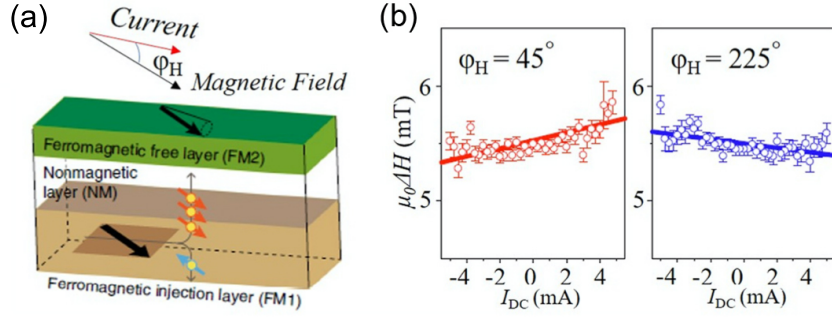 (a)
Current
φH
Magnetic Field
Ferromagnetic free layer (FM2)
Nonmagnetic
layer (NM)
Ferromagnetic injection layer (FM1)
(b)
φH = 45°
φH = 225°
μ0ΔH (mT)
6
5
6
5
-4 -2 0 2 4
IDC (mA)
-4 -2 0 2 4
IDC (mA)